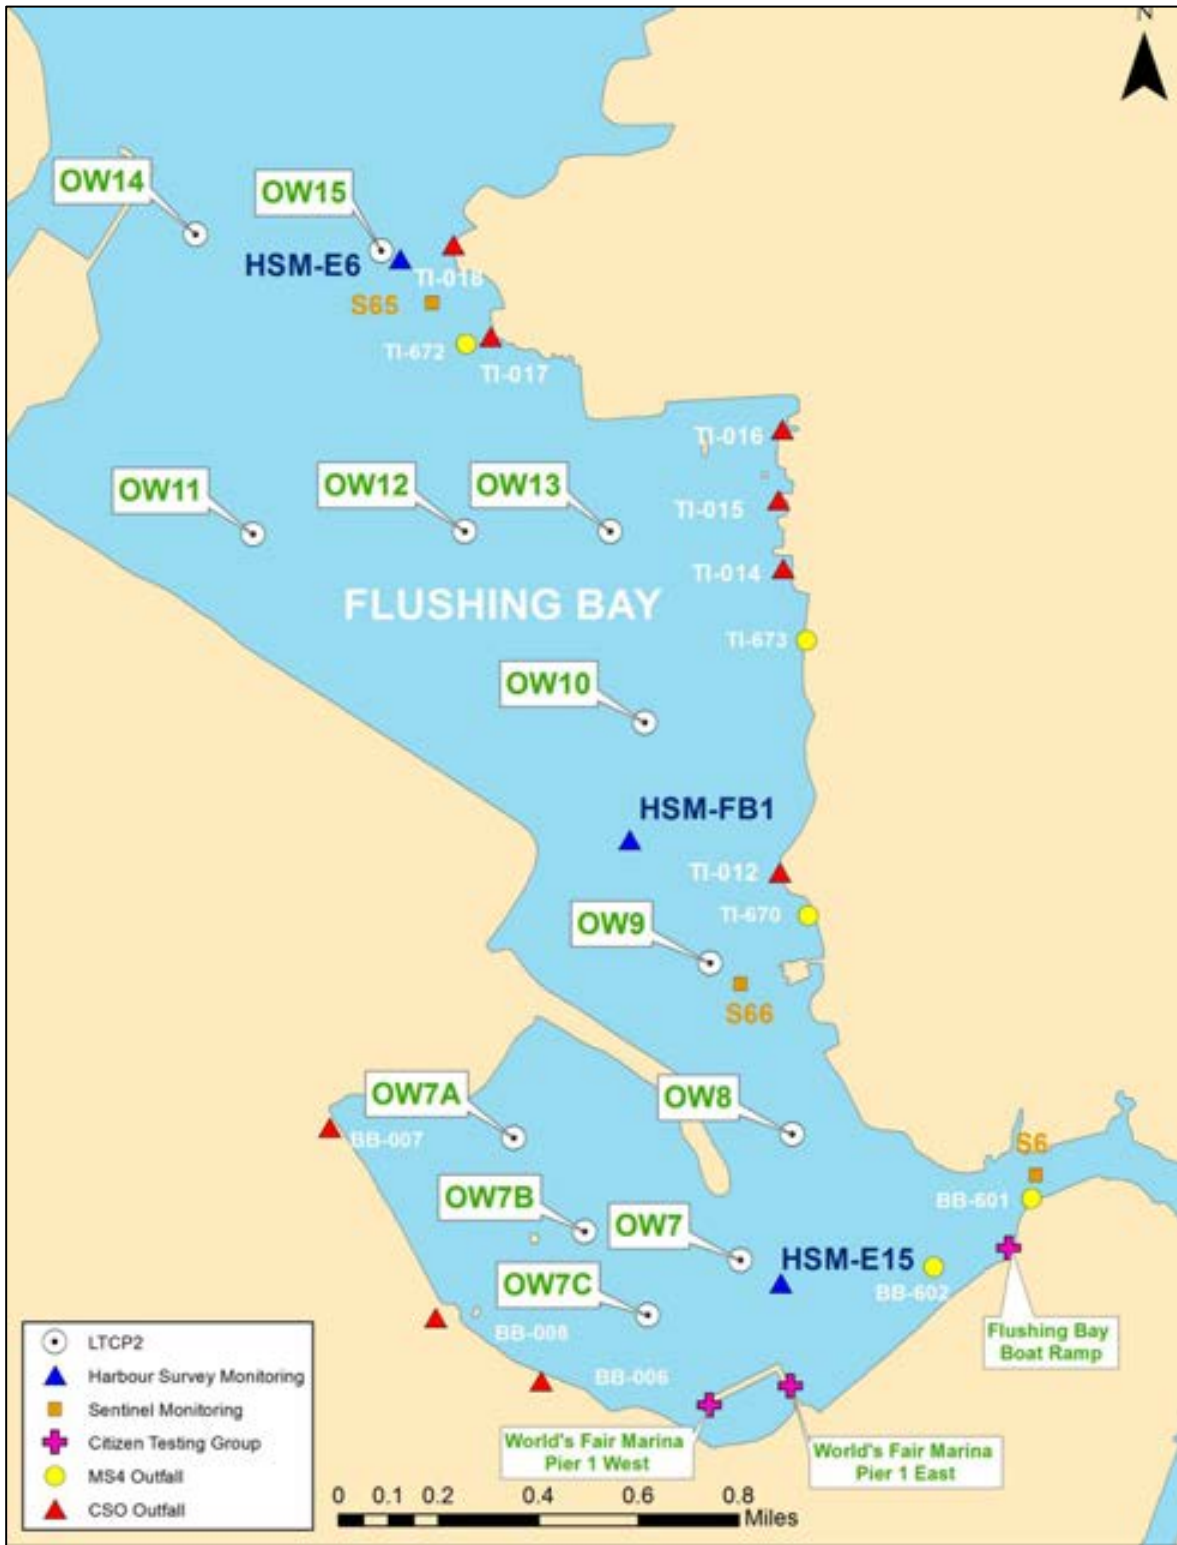 N
OW14
OW15
HSM-E6
TI-018
S65
TI-672
TI-017
TI-016
OW11
OW12
OW13
TI-015
TI-014
FLUSHING BAY
TI-673
OW10
HSM-FB1
TI-012
TI-670
OW9
S66
OW7A
OW8
BB-007
S6
OW7B
BB-601
OW7
HSM-E15
OW7C
BB-602
BB-008
Flushing Bay
Boat Ramp
BB-006
World's Fair Marina
Pier 1 West
World's Fair Marina
Pier 1 East
LTCP2
Harbour Survey Monitoring
Sentinel Monitoring
Citizen Testing Group
MS4 Outfall
CSO Outfall
0 0.1 0.2 0.4 0.6 0.8
Miles